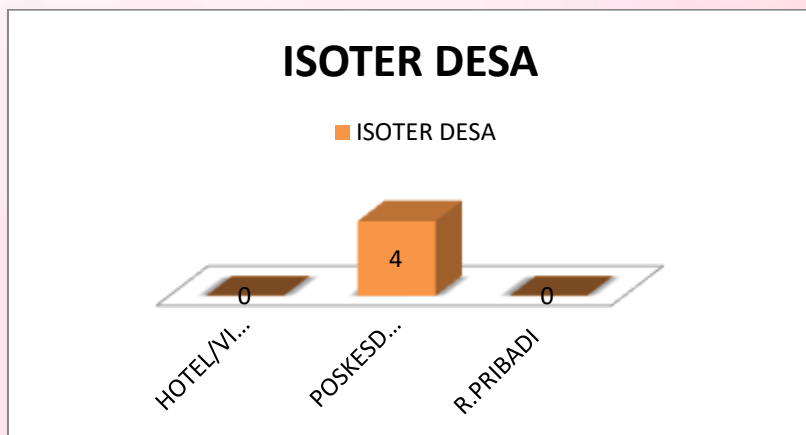 ISOTER DESA
ISOTER DESA
4
0
0
HOTEL/VI...
POSKESD...
R.PRIBADI